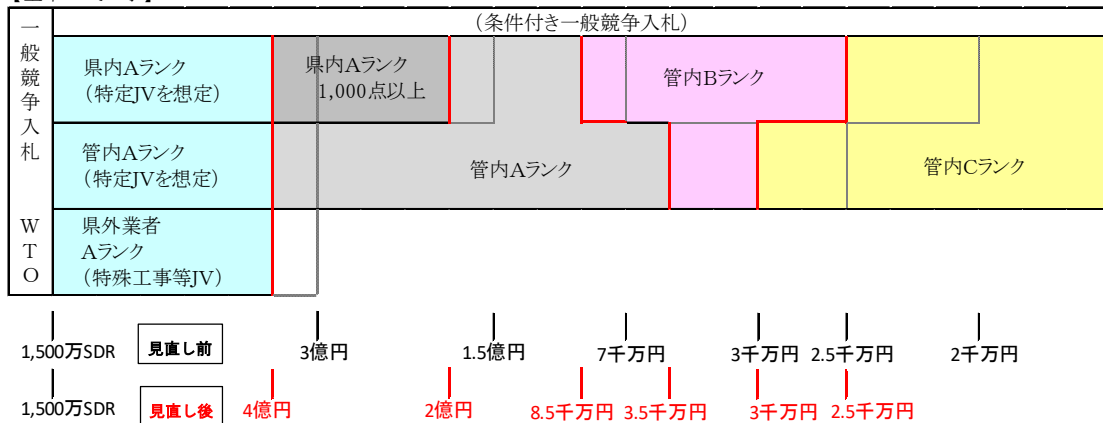 (条件付き一般競争入札)
一般競争入札
WTO
県内Aランク
(特定JVを想定)
県内Aランク
1,000点以上
管内Bランク
管内Aランク
(特定JVを想定)
管内Aランク
管内Cランク
県外業者
Aランク
(特殊工事等JV)
1,500万SDR 見直し前 3億円 1.5億円 7千万円 3千万円 2.5千万円 2千万円
1,500万SDR 見直し後 4億円 2億円 8.5千万円 3.5千万円 3千万円 2.5千万円